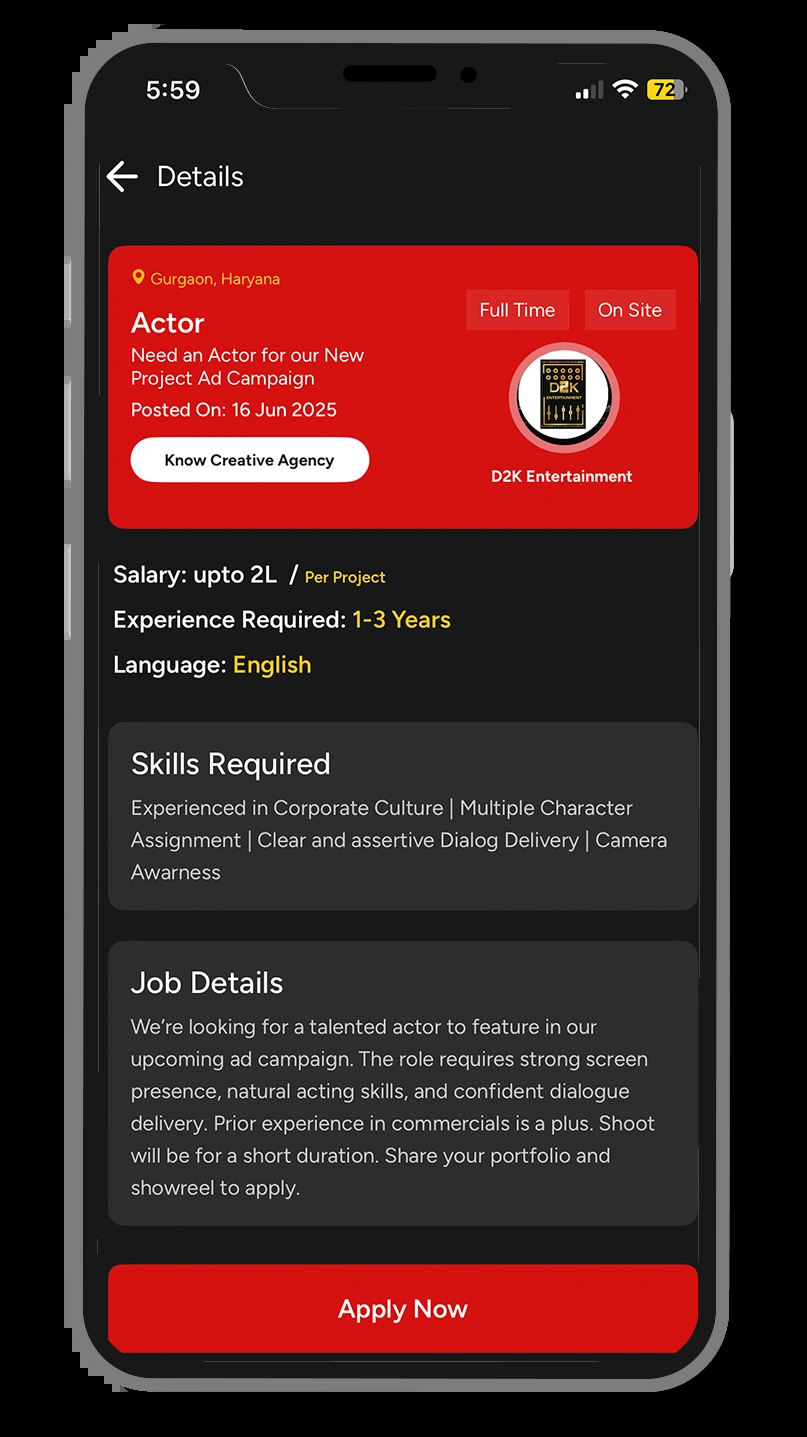 5:59
72
Details
Gurgaon, Haryana
Actor
Need an Actor for our New
Project Ad Campaign
Posted On: 16 Jun 2025
Know Creative Agency
Full Time
On Site
D2K
ENTERTAINMENT
D2K Entertainment
Salary: upto 2L / Per Project
Experience Required: 1-3 Years
Language: English
Skills Required
Experienced in Corporate Culture | Multiple Character
Assignment | Clear and assertive Dialog Delivery | Camera
Awarness
Job Details
We’re looking for a talented actor to feature in our
upcoming ad campaign. The role requires strong screen
presence, natural acting skills, and confident dialogue
delivery. Prior experience in commercials is a plus. Shoot
will be for a short duration. Share your portfolio and
showreel to apply.
Apply Now